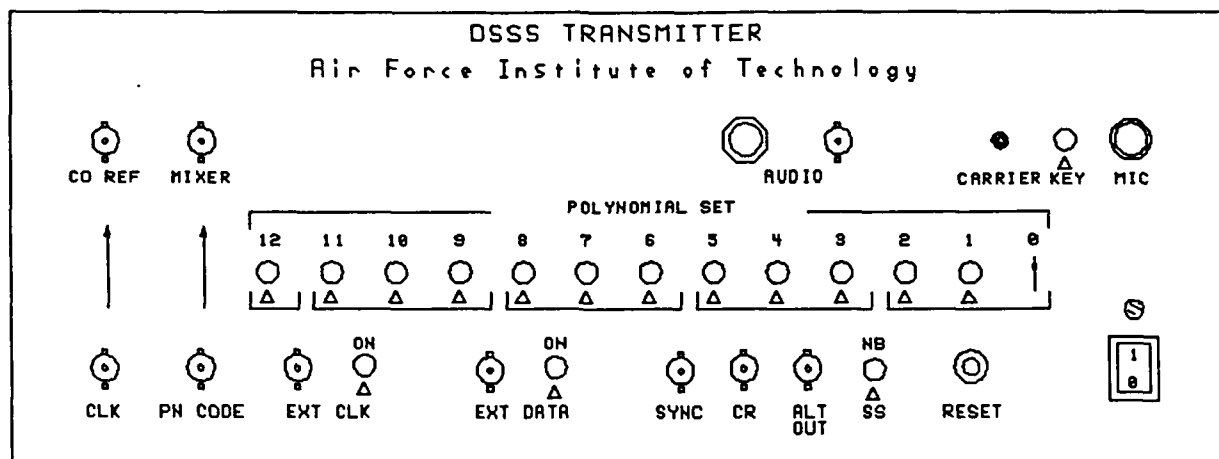 DSSS TRANSMITTER
Air Force Institute of Technology
CO REF MIXER AUDIO CARRIER KEY MIC
POLYNOMIAL SET
12 11 10 9 8 7 6 5 4 3 2 1 0
ON ON NB
1
0
CLK PN CODE EXT CLK EXT DATA SYNC CR ALT OUT SS RESET